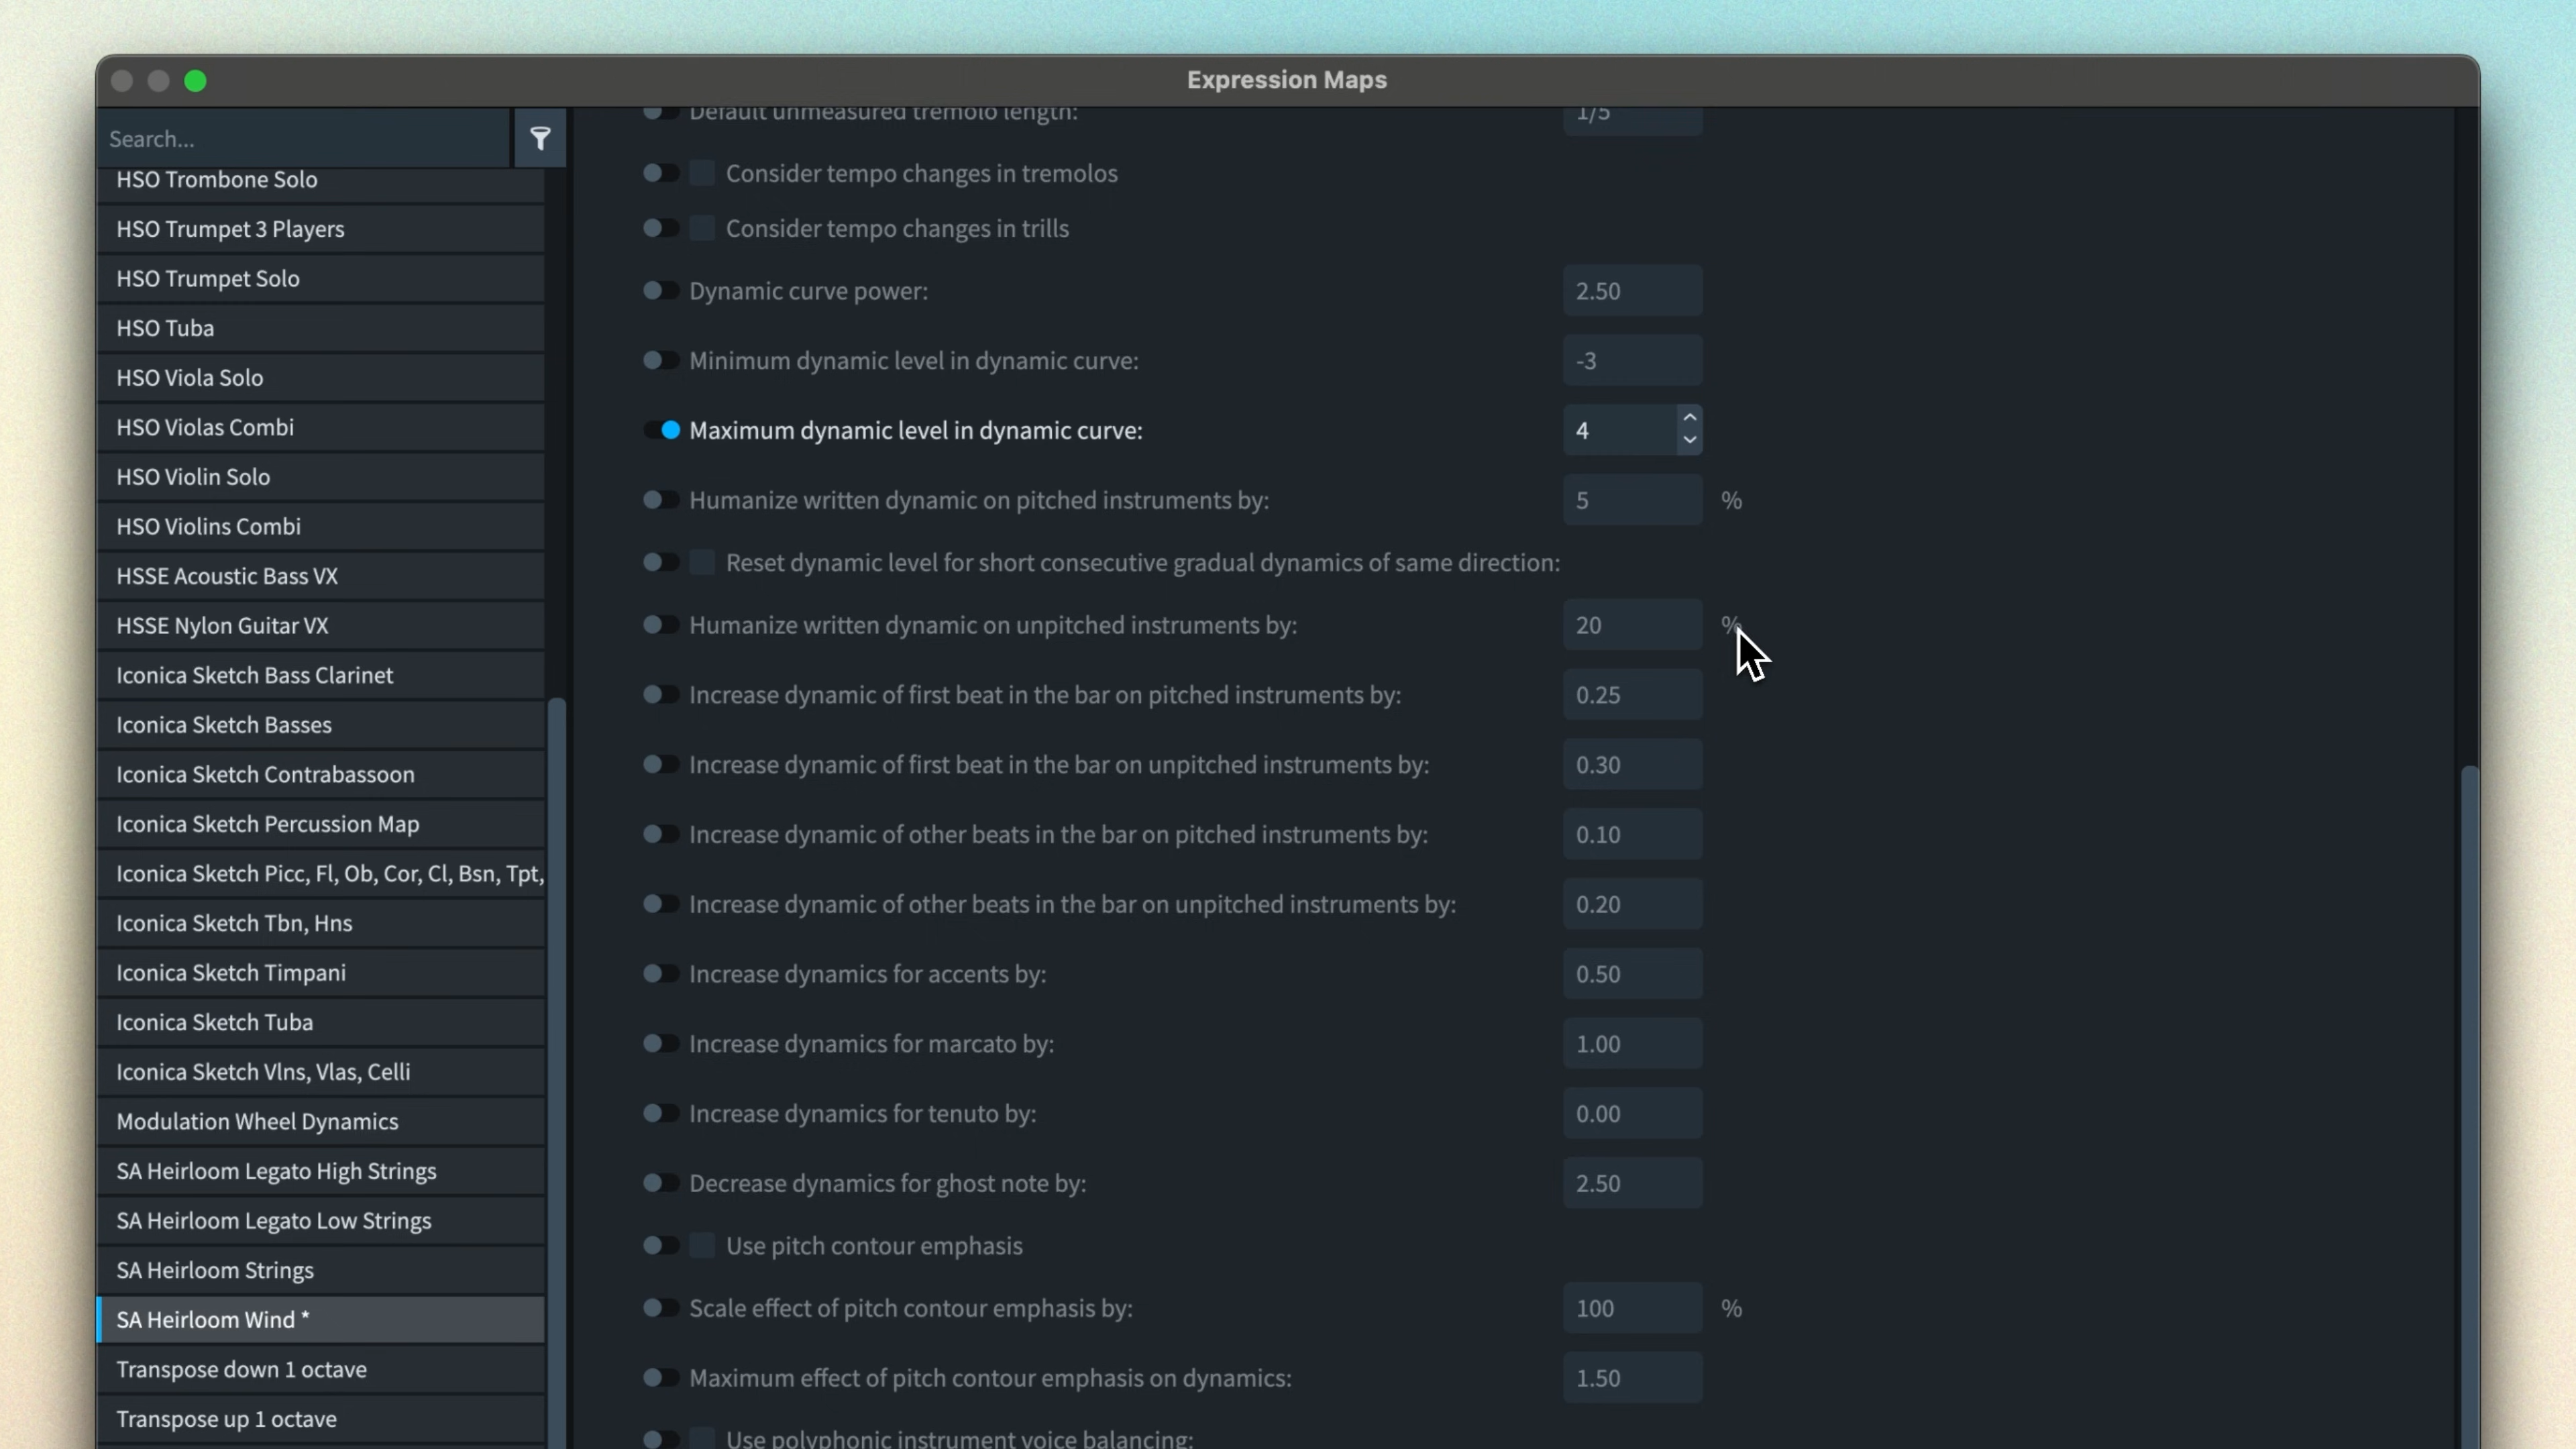 Expression Maps
Search...
HSO Trombone Solo
HSO Trumpet 3 Players
HSO Trumpet Solo
HSO Tuba
HSO Viola Solo
HSO Violas Combi
HSO Violin Solo
HSO Violins Combi
HSSE Acoustic Bass VX
HSSE Nylon Guitar VX
Iconica Sketch Bass Clarinet
Iconica Sketch Basses
Iconica Sketch Contrabassoon
Iconica Sketch Percussion Map
Iconica Sketch Picc, Fl, Ob, Cor, Cl, Bsn, Tpt,
Iconica Sketch Tbn, Hns
Iconica Sketch Timpani
Iconica Sketch Tuba
Iconica Sketch Vlns, Vlas, Celli
Modulation Wheel Dynamics
SA Heirloom Legato High Strings
SA Heirloom Legato Low Strings
SA Heirloom Strings
SA Heirloom Wind *
Transpose down 1 octave
Transpose up 1 octave
Default unmeasured tremolo length: 1/5
Consider tempo changes in tremolos
Consider tempo changes in trills
Dynamic curve power: 2.50
Minimum dynamic level in dynamic curve: -3
Maximum dynamic level in dynamic curve: 4
Humanize written dynamic on pitched instruments by: 5 %
Reset dynamic level for short consecutive gradual dynamics of same direction:
Humanize written dynamic on unpitched instruments by: 20 %
Increase dynamic of first beat in the bar on pitched instruments by: 0.25
Increase dynamic of first beat in the bar on unpitched instruments by: 0.30
Increase dynamic of other beats in the bar on pitched instruments by: 0.10
Increase dynamic of other beats in the bar on unpitched instruments by: 0.20
Increase dynamics for accents by: 0.50
Increase dynamics for marcato by: 1.00
Increase dynamics for tenuto by: 0.00
Decrease dynamics for ghost note by: 2.50
Use pitch contour emphasis
Scale effect of pitch contour emphasis by: 100 %
Maximum effect of pitch contour emphasis on dynamics: 1.50
Use polyphonic instrument voice balancing: